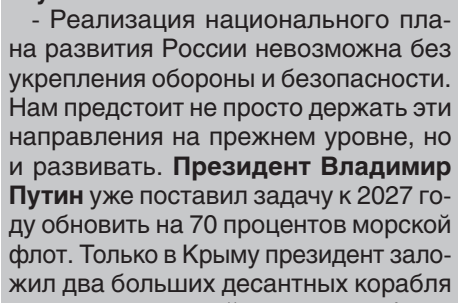 - Реализация национального пла-
на развития России невозможна без
укрепления обороны и безопасности.
Нам предстоит не просто держать эти
направления на прежнем уровне, но
и развивать. Президент Владимир
Путин уже поставил задачу к 2027 го-
ду обновить на 70 процентов морской
флот. Только в Крыму президент зало-
жил два больших десантных корабля